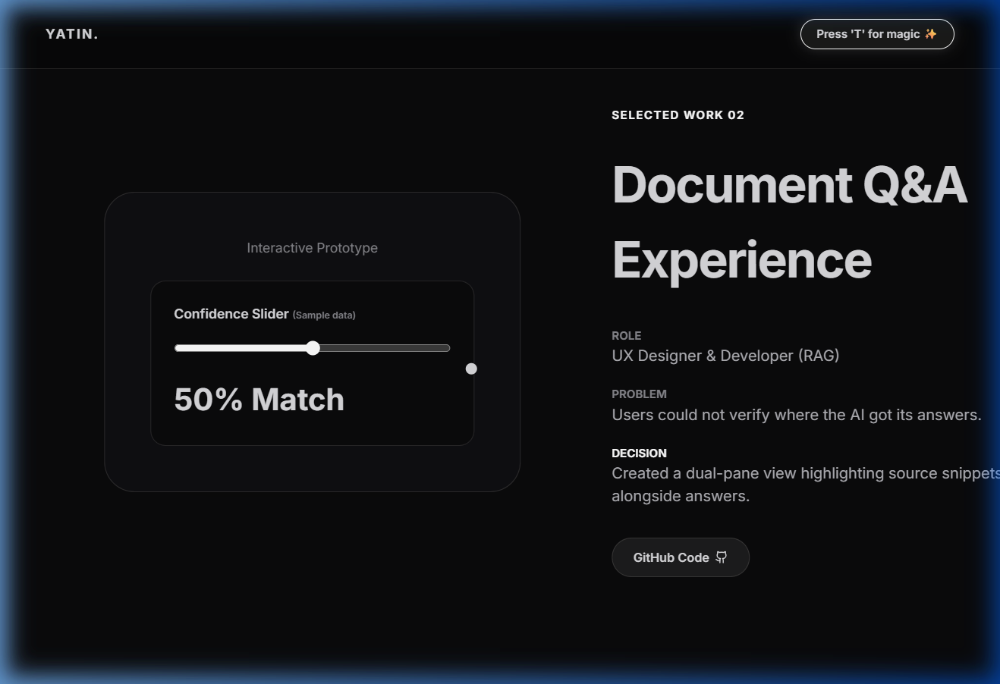 YATIN.
Press 'T' for magic ✨
SELECTED WORK 02
Document Q&A
Experience
Interactive Prototype
Confidence Slider (Sample data)
50% Match
ROLE
UX Designer & Developer (RAG)
PROBLEM
Users could not verify where the AI got its answers.
DECISION
Created a dual-pane view highlighting source snippets
alongside answers.
GitHub Code